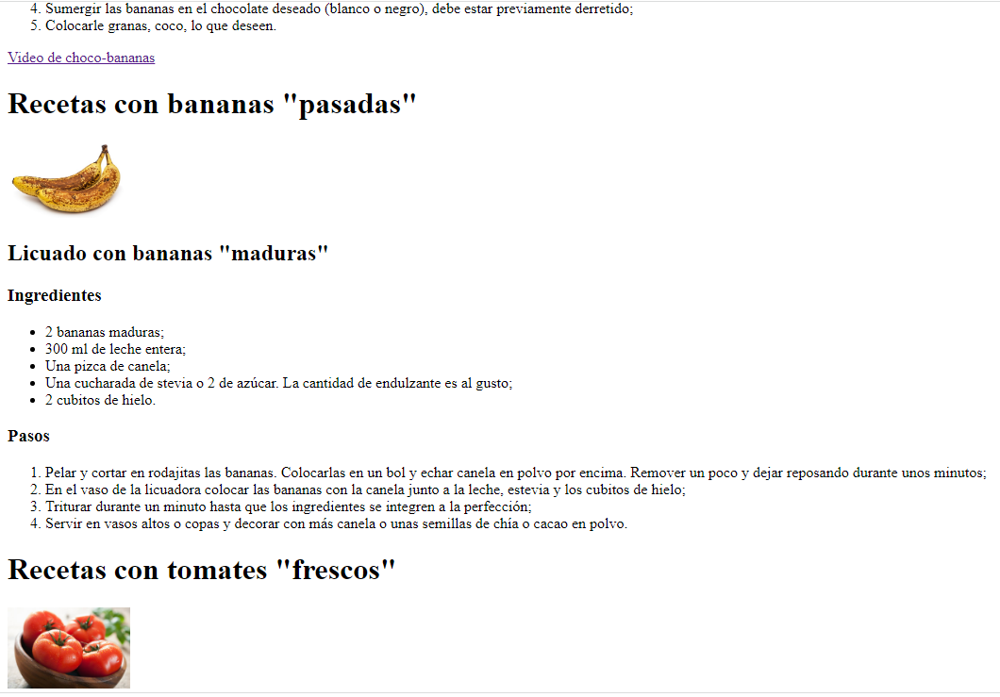 4. Sumergir las bananas en el chocolate deseado (blanco o negro), debe estar previamente derretido;
5. Colocarle granas, coco, lo que deseen.
Video de choco-bananas
Recetas con bananas "pasadas"
Licuado con bananas "maduras"
Ingredientes
• 2 bananas maduras;
• 300 ml de leche entera;
• Una pizca de canela;
• Una cucharada de stevia o 2 de azúcar. La cantidad de endulzante es al gusto;
• 2 cubitos de hielo.
Pasos
1. Pelar y cortar en rodajitas las bananas. Colocarlas en un bol y echar canela en polvo por encima. Remover un poco y dejar reposando durante unos minutos;
2. En el vaso de la licuadora colocar las bananas con la canela junto a la leche, estevia y los cubitos de hielo;
3. Triturar durante un minuto hasta que los ingredientes se integren a la perfección;
4. Servir en vasos altos o copas y decorar con más canela o unas semillas de chía o cacao en polvo.
Recetas con tomates "frescos"